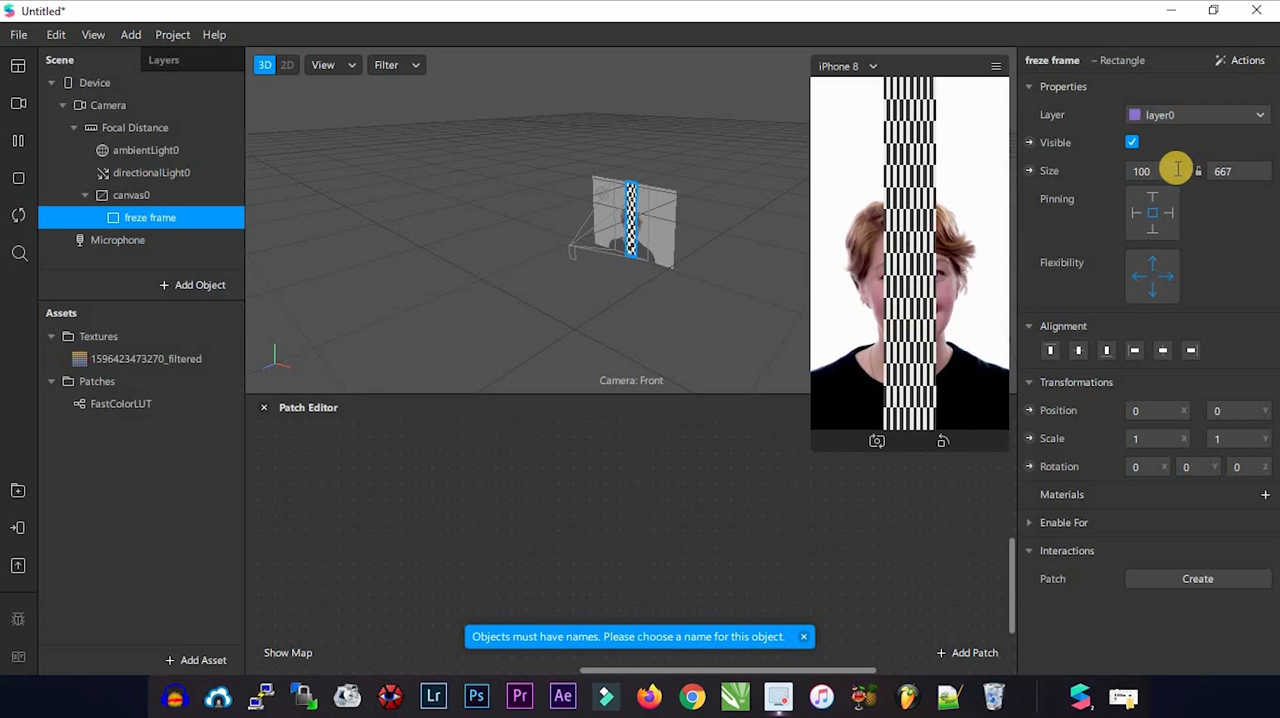 Untitled*
File Edit View Add Project Help
Scene Layers
Device
Camera
Focal Distance
ambientLight0
directionalLight0
canvas0
freze frame
Microphone
+ Add Object
Assets
Textures
1596423473270_filtered
Patches
FastColorLUT
+ Add Asset
3D 2D View Filter
Camera: Front
iPhone 8
× Patch Editor
Objects must have names. Please choose a name for this object. ×
Show Map
+ Add Patch
freze frame – Rectangle Actions
Properties
Layer layer0
Visible
Size 100 667
Pinning
Flexibility
Alignment
Transformations
Position 0 X 0 Y
Scale 1 X 1 Y
Rotation 0 X 0 Y 0 Z
Materials +
Enable For
Interactions
Patch Create
Lr Ps Pr Ae